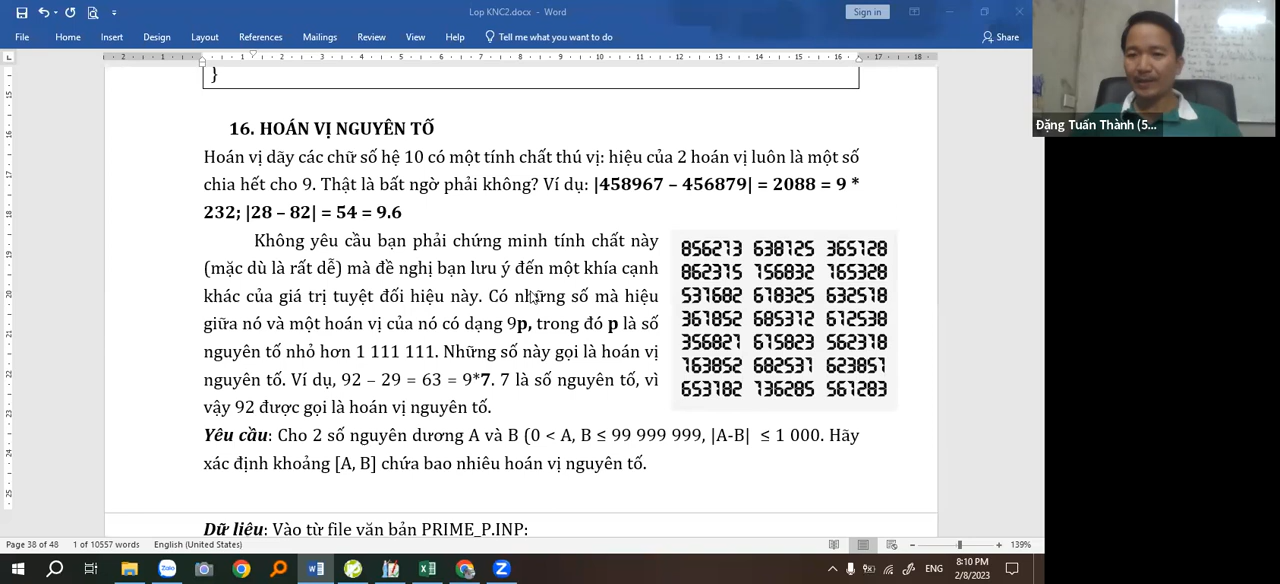 Lop KNC2.docx - Word
Sign in
File Home Insert Design Layout References Mailings Review View Help Tell me what you want to do
Share
Đặng Tuấn Thành (5...
}
16. HOÁN VỊ NGUYÊN TỐ
Hoán vị dãy các chữ số hệ 10 có một tính chất thú vị: hiệu của 2 hoán vị luôn là một số
chia hết cho 9. Thật là bất ngờ phải không? Ví dụ: |458967 – 456879| = 2088 = 9 *
232; |28 – 82| = 54 = 9.6
Không yêu cầu bạn phải chứng minh tính chất này
(mặc dù là rất dễ) mà đề nghị bạn lưu ý đến một khía cạnh
khác của giá trị tuyệt đối hiệu này. Có những số mà hiệu
giữa nó và một hoán vị của nó có dạng 9p, trong đó p là số
nguyên tố nhỏ hơn 1 111 111. Những số này gọi là hoán vị
nguyên tố. Ví dụ, 92 – 29 = 63 = 9*7. 7 là số nguyên tố, vì
vậy 92 được gọi là hoán vị nguyên tố.
856213 638125 365128
862315 156832 165328
531682 618325 632518
361852 685312 612538
356821 615823 562318
163852 682531 623851
653182 136285 561283
Yêu cầu: Cho 2 số nguyên dương A và B (0 < A, B ≤ 99 999 999, |A-B| ≤ 1 000. Hãy
xác định khoảng [A, B] chứa bao nhiêu hoán vị nguyên tố.
Dữ liệu: Vào từ file văn bản PRIME_P.INP:
Page 38 of 48 1 of 10557 words English (United States)
139%
Zalo
ENG
8:10 PM
2/8/2023